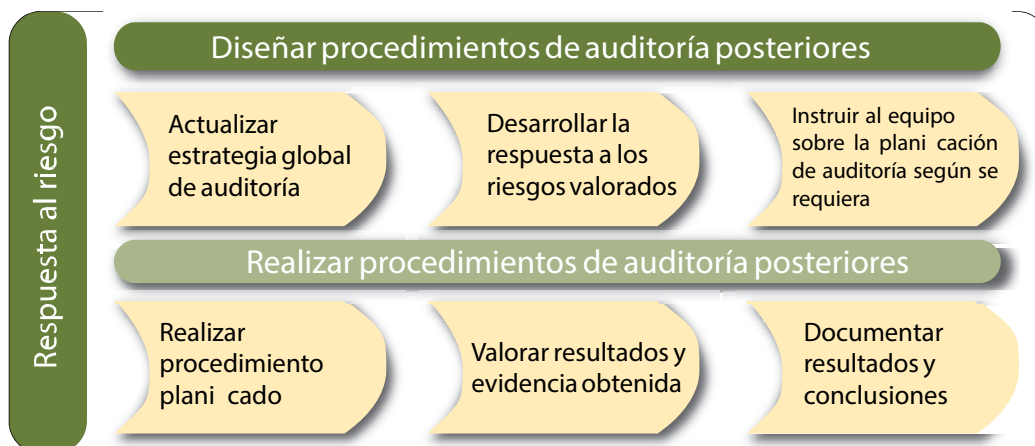 Respuesta al riesgo
Diseñar procedimientos de auditoría posteriores
Actualizar
estrategia global
de auditoría
Desarrollar la
respuesta a los
riesgos valorados
Instruir al equipo
sobre la plani cación
de auditoría según se
requiera
Realizar procedimientos de auditoría posteriores
Realizar
procedimiento
plani cado
Valorar resultados y
evidencia obtenida
Documentar
resultados y
conclusiones